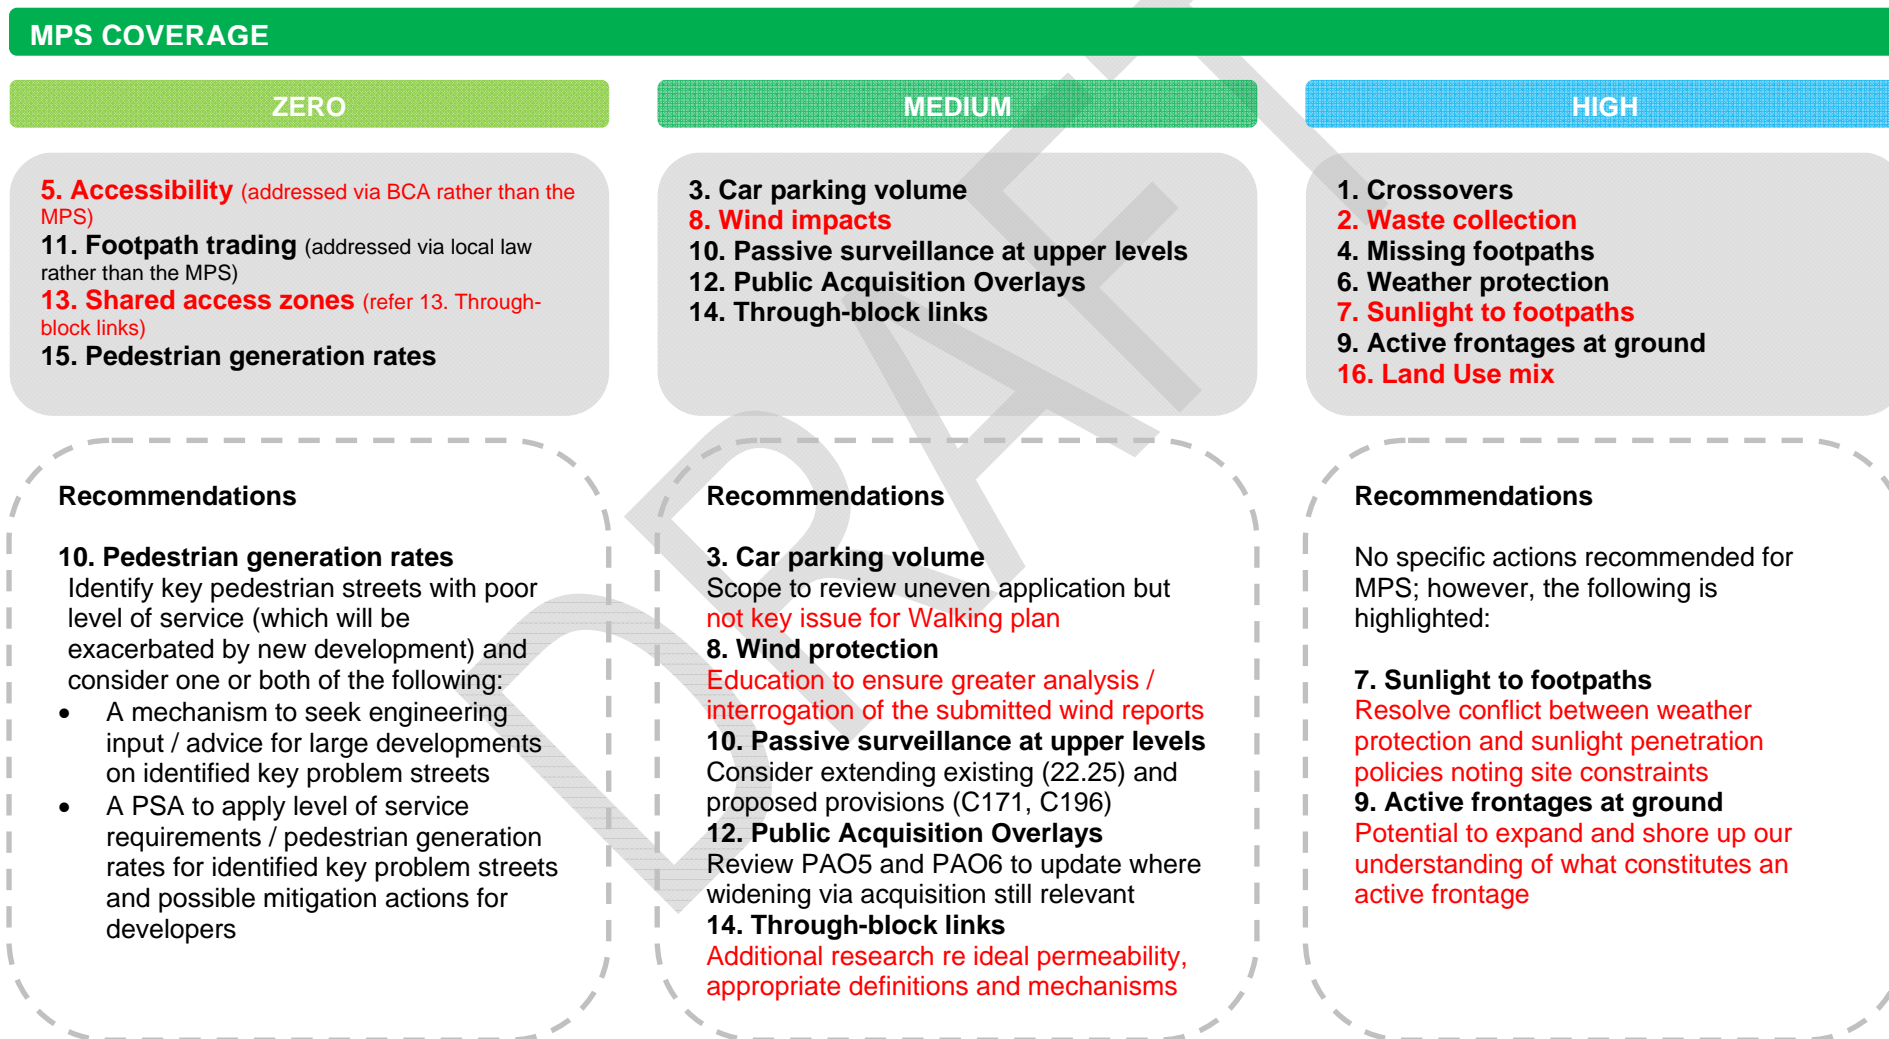 MPS COVERAGE
ZERO
5. Accessibility (addressed via BCA rather than the
MPS)
11. Footpath trading (addressed via local law
rather than the MPS)
13. Shared access zones (refer 13. Through-
block links)
15. Pedestrian generation rates
Recommendations
10. Pedestrian generation rates
Identify key pedestrian streets with poor
level of service (which will be
exacerbated by new development) and
consider one or both of the following:
• A mechanism to seek engineering
input / advice for large developments
on identified key problem streets
• A PSA to apply level of service
requirements / pedestrian generation
rates for identified key problem streets
and possible mitigation actions for
developers
MEDIUM
3. Car parking volume
8. Wind impacts
10. Passive surveillance at upper levels
12. Public Acquisition Overlays
14. Through-block links
Recommendations
3. Car parking volume
Scope to review uneven application but
not key issue for Walking plan
8. Wind protection
Education to ensure greater analysis /
interrogation of the submitted wind reports
10. Passive surveillance at upper levels
Consider extending existing (22.25) and
proposed provisions (C171, C196)
12. Public Acquisition Overlays
Review PAO5 and PAO6 to update where
widening via acquisition still relevant
14. Through-block links
Additional research re ideal permeability,
appropriate definitions and mechanisms
HIGH
1. Crossovers
2. Waste collection
4. Missing footpaths
6. Weather protection
7. Sunlight to footpaths
9. Active frontages at ground
16. Land Use mix
Recommendations
No specific actions recommended for
MPS; however, the following is
highlighted:
7. Sunlight to footpaths
Resolve conflict between weather
protection and sunlight penetration
policies noting site constraints
9. Active frontages at ground
Potential to expand and shore up our
understanding of what constitutes an
active frontage
DRAFT